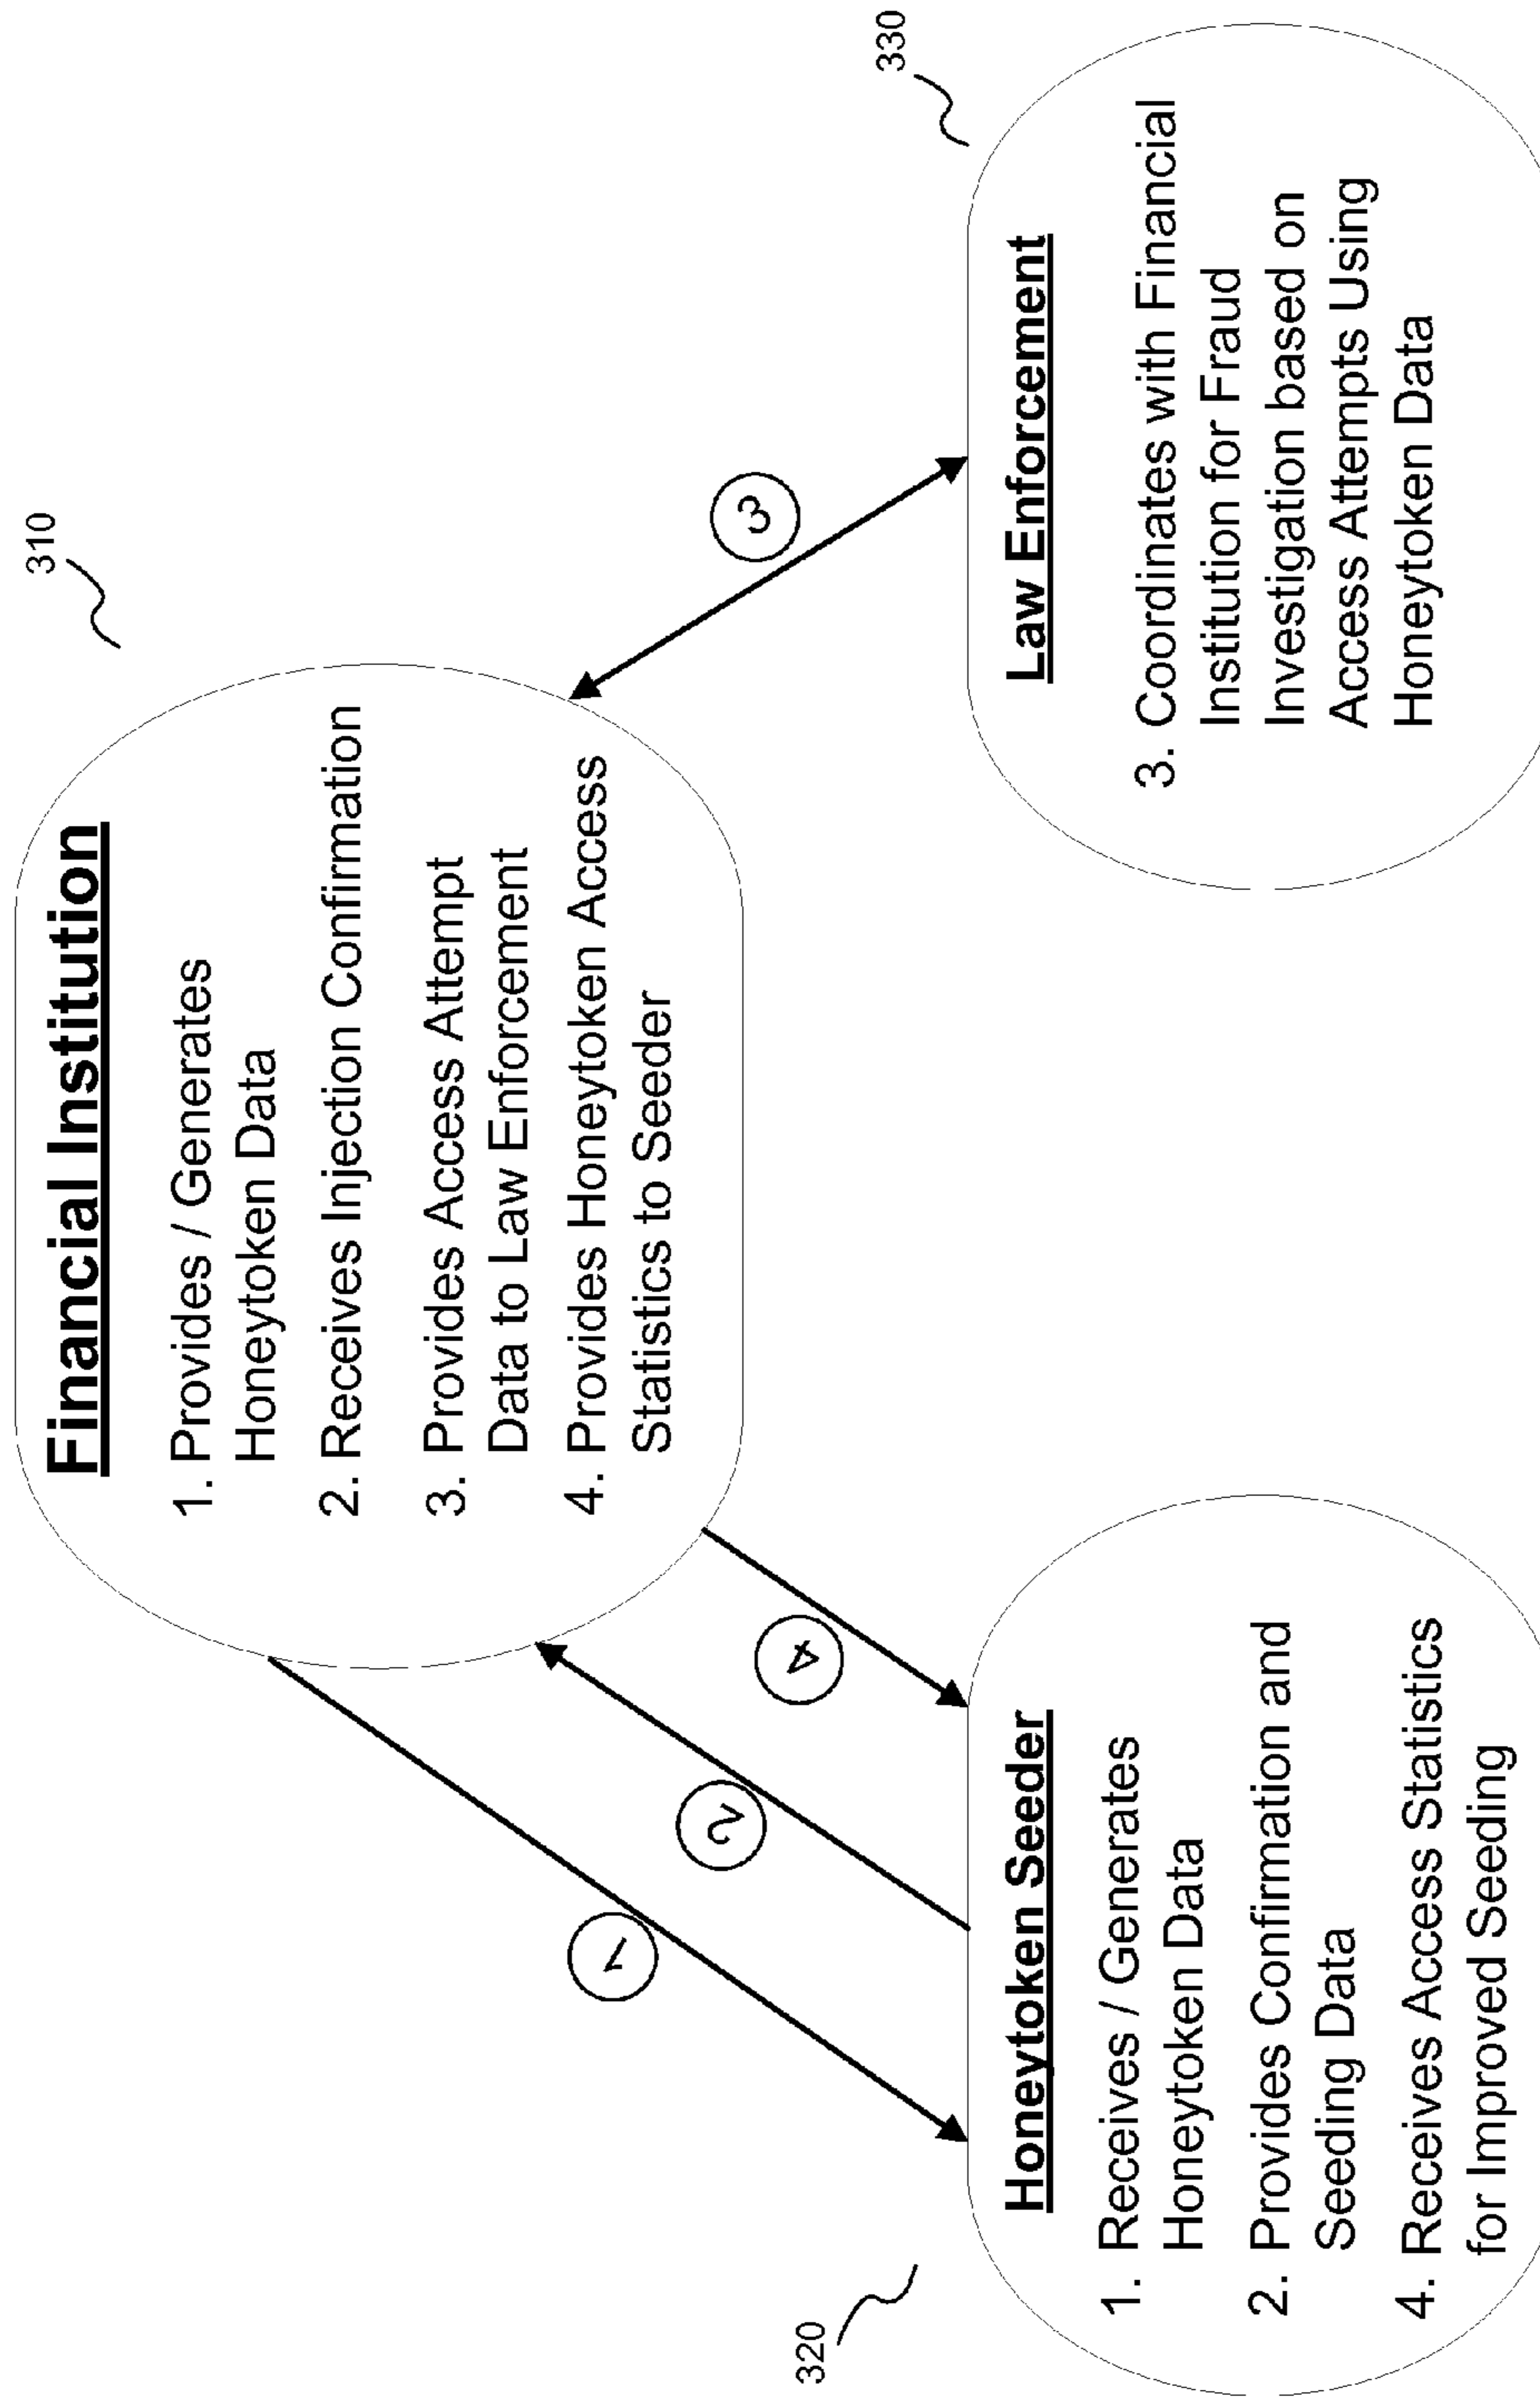 310
Financial Institution
1. Provides / Generates
Honeytoken Data
2. Receives Injection Confirmation
3. Provides Access Attempt
Data to Law Enforcement
4. Provides Honeytoken Access
Statistics to Seeder
1
2
4
3
320
Honeytoken Seeder
1. Receives / Generates
Honeytoken Data
2. Provides Confirmation and
Seeding Data
4. Receives Access Statistics
for Improved Seeding
330
Law Enforcement
3. Coordinates with Financial
Institution for Fraud
Investigation based on
Access Attempts Using
Honeytoken Data